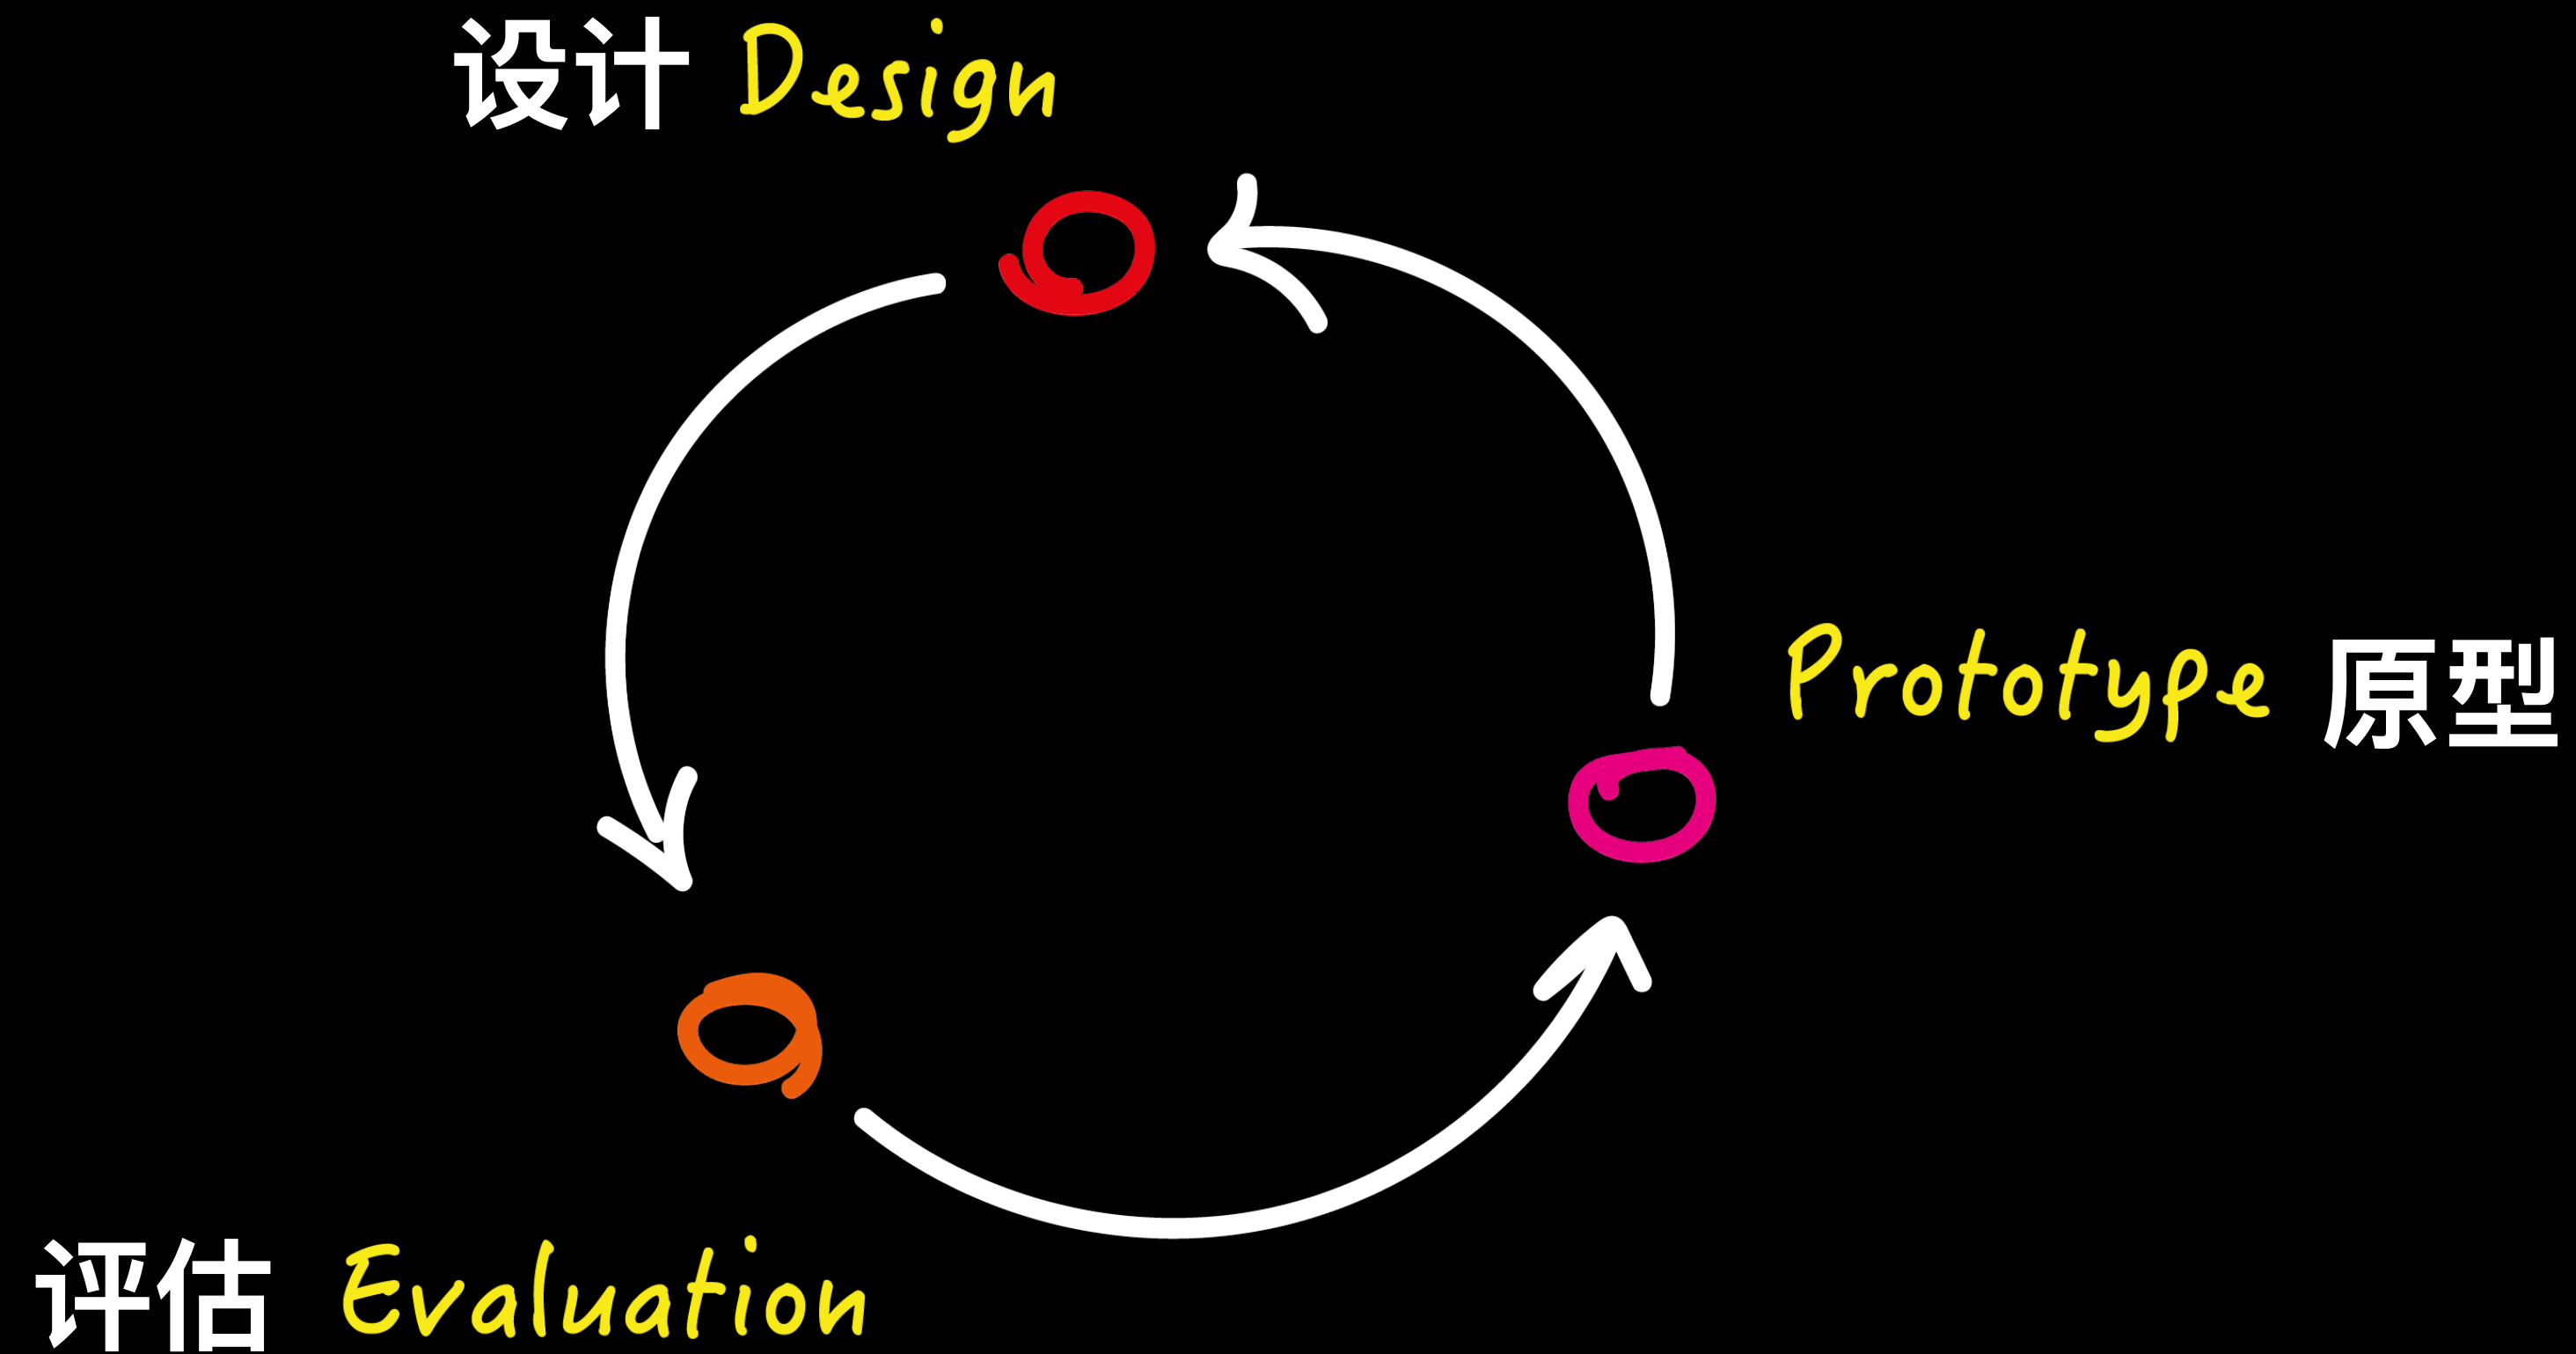 设计 Design
Prototype 原型
评估 Evaluation